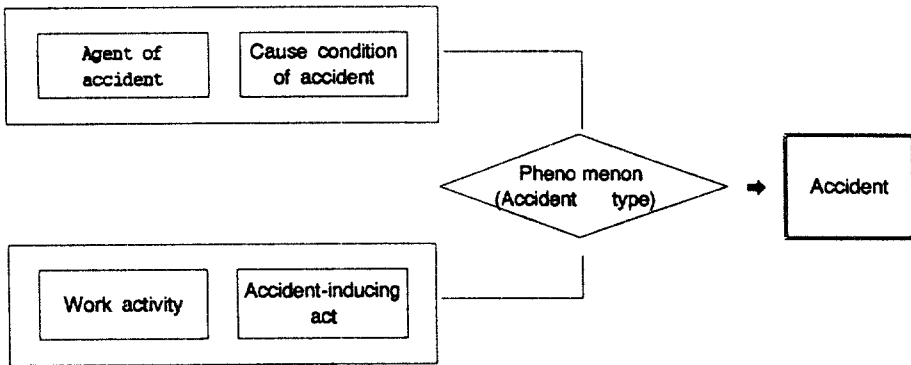 Agent of
accident
Cause condition
of accident
Pheno menon
(Accident type)
Accident
Work activity
Accident-inducing
act